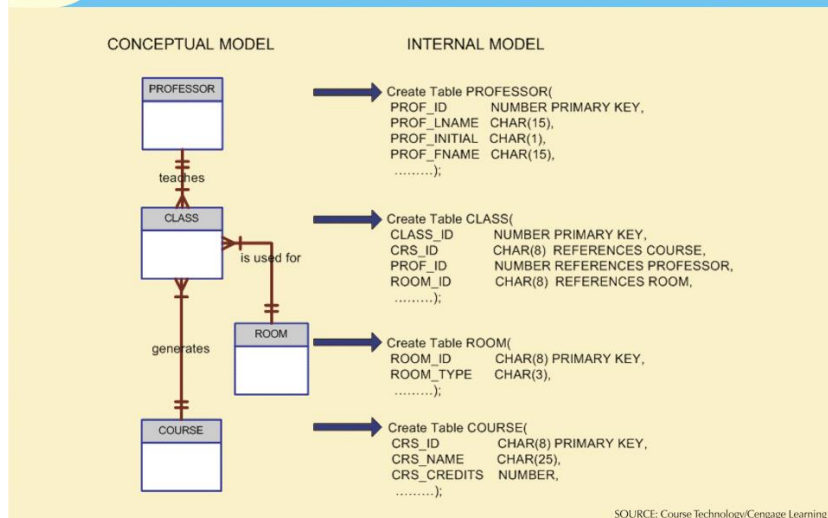 CONCEPTUAL MODEL
INTERNAL MODEL
PROFESSOR
teaches
CLASS
is used for
ROOM
generates
COURSE
Create Table PROFESSOR(
PROF_ID NUMBER PRIMARY KEY,
PROF_LNAME CHAR(15),
PROF_INITIAL CHAR(1),
PROF_FNAME CHAR(15),
.........);
Create Table CLASS(
CLASS_ID NUMBER PRIMARY KEY,
CRS_ID CHAR(8) REFERENCES COURSE,
PROF_ID NUMBER REFERENCES PROFESSOR,
ROOM_ID CHAR(8) REFERENCES ROOM,
.........);
Create Table ROOM(
ROOM_ID CHAR(8) PRIMARY KEY,
ROOM_TYPE CHAR(3),
.........);
Create Table COURSE(
CRS_ID CHAR(8) PRIMARY KEY,
CRS_NAME CHAR(25),
CRS_CREDITS NUMBER,
.........);
SOURCE: Course Technology/Cengage Learning